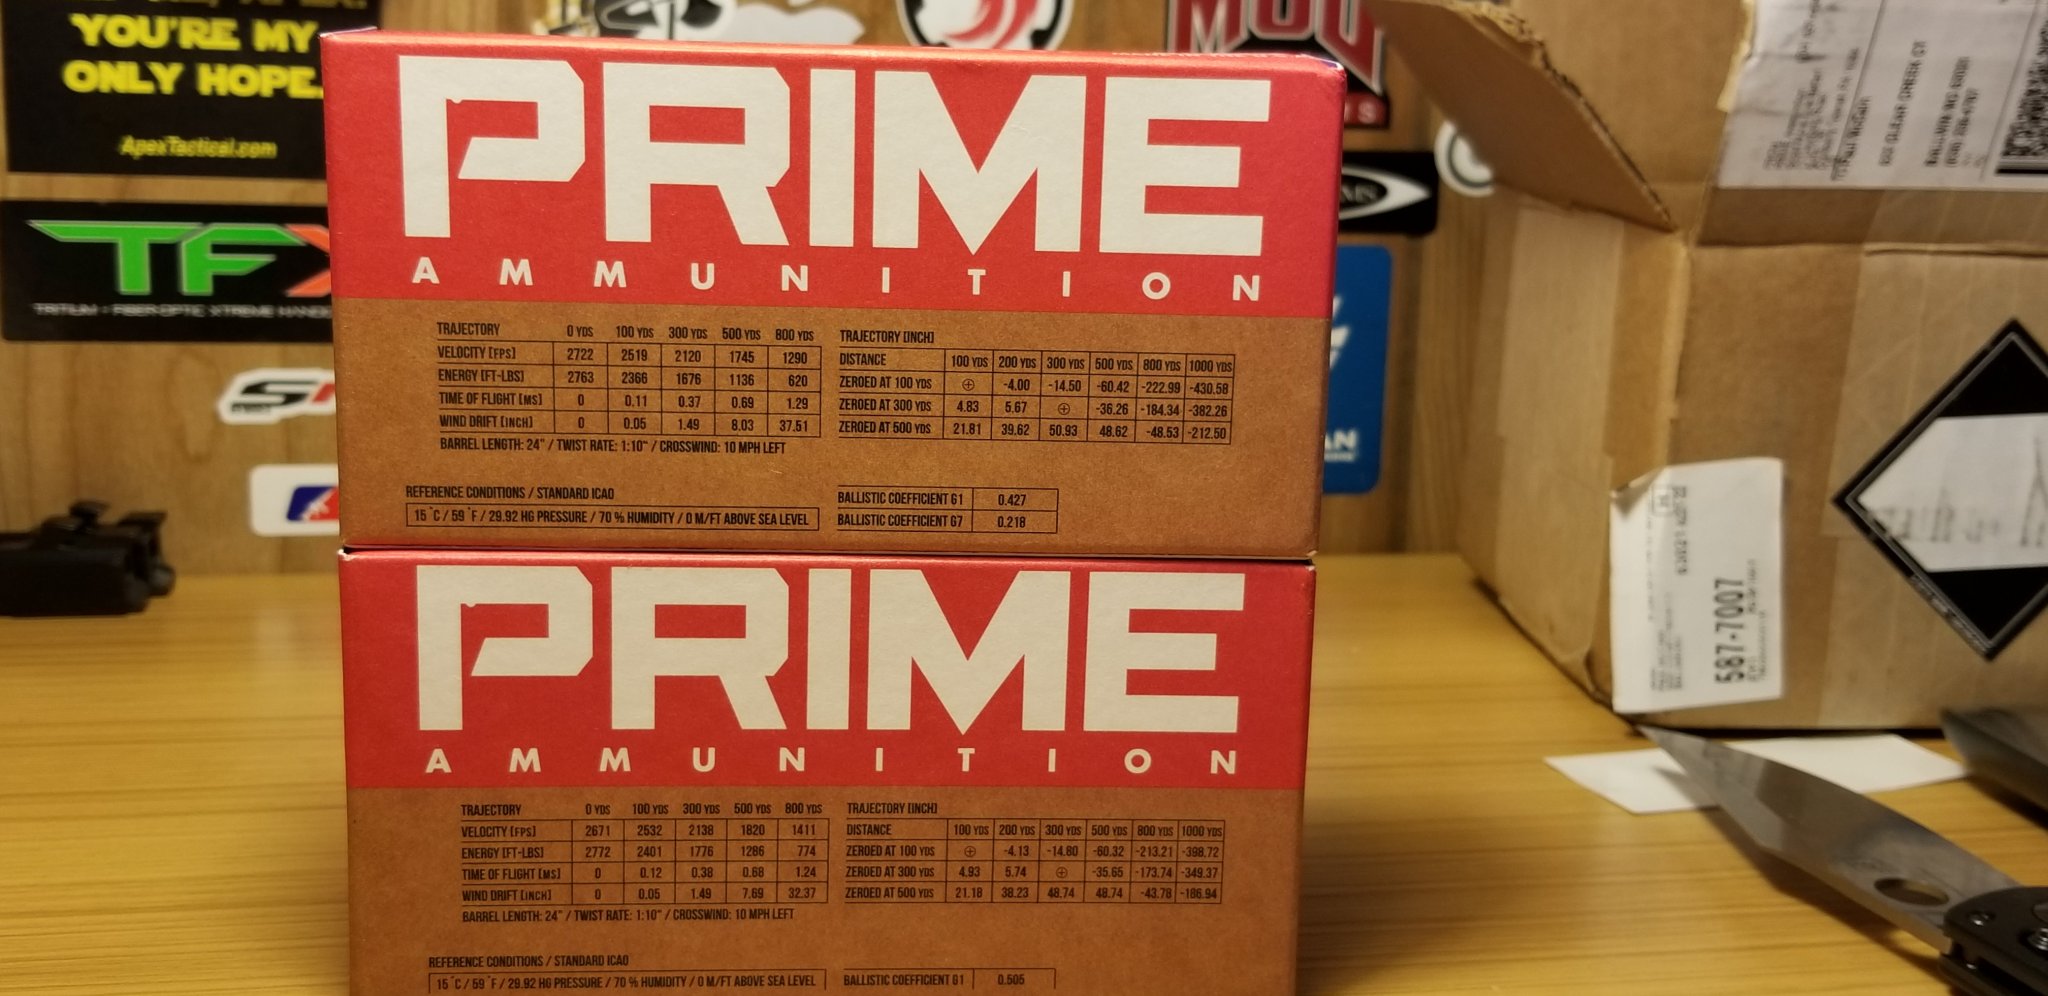 YOU'RE MY
ONLY HOPE.
ApexTactical.com
TFX
TRITIUM • FIBER-OPTIC XTREME HAND
PRIME
AMMUNITION
TRAJECTORY 0 YDS 100 YDS 300 YDS 500 YDS 800 YDS
VELOCITY [FPS] 2722 2519 2120 1745 1290
ENERGY [FT-LBS] 2763 2366 1676 1136 620
TIME OF FLIGHT [MS] 0 0.11 0.37 0.69 1.29
WIND DRIFT [INCH] 0 0.05 1.49 8.03 37.51
BARREL LENGTH: 24" / TWIST RATE: 1:10" / CROSSWIND: 10 MPH LEFT
TRAJECTORY [INCH]
DISTANCE 100 YDS 200 YDS 300 YDS 500 YDS 800 YDS 1000 YDS
ZEROED AT 100 YDS ⊕ -4.00 -14.50 -60.42 -222.99 -430.58
ZEROED AT 300 YDS 4.83 5.67 ⊕ -36.26 -184.34 -382.26
ZEROED AT 500 YDS 21.81 39.62 50.93 48.62 -48.53 -212.50
REFERENCE CONDITIONS / STANDARD ICAO
15 °C / 59 °F / 29.92 HG PRESSURE / 70 % HUMIDITY / 0 M/FT ABOVE SEA LEVEL
BALLISTIC COEFFICIENT G1 0.427
BALLISTIC COEFFICIENT G7 0.218
PRIME
AMMUNITION
TRAJECTORY 0 YDS 100 YDS 300 YDS 500 YDS 800 YDS
VELOCITY [FPS] 2671 2532 2138 1820 1411
ENERGY [FT-LBS] 2772 2401 1776 1286 774
TIME OF FLIGHT [MS] 0 0.12 0.38 0.68 1.24
WIND DRIFT [INCH] 0 0.05 1.49 7.69 32.37
BARREL LENGTH: 24" / TWIST RATE: 1:10" / CROSSWIND: 10 MPH LEFT
TRAJECTORY [INCH]
DISTANCE 100 YDS 200 YDS 300 YDS 500 YDS 800 YDS 1000 YDS
ZEROED AT 100 YDS ⊕ -4.13 -14.80 -60.32 -213.21 -398.72
ZEROED AT 300 YDS 4.93 5.74 ⊕ -35.65 -173.74 -349.37
ZEROED AT 500 YDS 21.18 38.23 48.74 48.74 -43.78 -186.94
REFERENCE CONDITIONS / STANDARD ICAO
15 °C / 59 °F / 29.92 HG PRESSURE / 70 % HUMIDITY / 0 M/FT ABOVE SEA LEVEL
BALLISTIC COEFFICIENT G1 0.505
587-7007